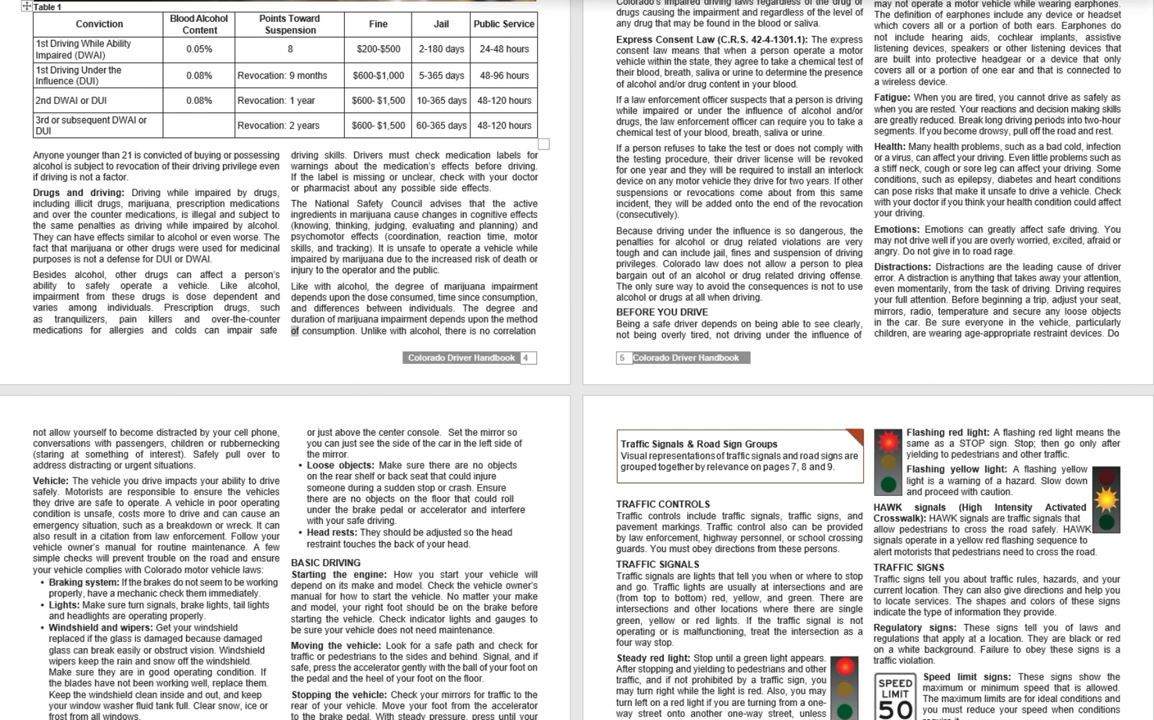 Table 1
Conviction
Blood Alcohol Content
Points Toward Suspension
Fine
Jail
Public Service
1st Driving While Ability Impaired (DWAI)
0.05%
8
$200-$500
2-180 days
24-48 hours
1st Driving Under the Influence (DUI)
0.08%
Revocation: 9 months
$600-$1,000
5-365 days
48-96 hours
2nd DWAI or DUI
0.08%
Revocation: 1 year
$600- $1,500
10-365 days
48-120 hours
3rd or subsequent DWAI or DUI
Revocation: 2 years
$600- $1,500
60-365 days
48-120 hours
Anyone younger than 21 is convicted of buying or possessing
alcohol is subject to revocation of their driving privilege even
if driving is not a factor.
Drugs and driving: Driving while impaired by drugs,
including illicit drugs, marijuana, prescription medications
and over the counter medications, is illegal and subject to
the same penalties as driving while impaired by alcohol.
They can have effects similar to alcohol or even worse. The
fact that marijuana or other drugs were used for medicinal
purposes is not a defense for DUI or DWAI.
Besides alcohol, other drugs can affect a person's
ability to safely operate a vehicle. Like alcohol,
impairment from these drugs is dose dependent and
varies among individuals. Prescription drugs, such
as tranquilizers, pain killers and over-the-counter
medications for allergies and colds can impair safe
driving skills. Drivers must check medication labels for
warnings about the medication's effects before driving.
If the label is missing or unclear, check with your doctor
or pharmacist about any possible side effects.
The National Safety Council advises that the active
ingredients in marijuana cause changes in cognitive effects
(knowing, thinking, judging, evaluating and planning) and
psychomotor effects (coordination, reaction time, motor
skills, and tracking). It is unsafe to operate a vehicle while
impaired by marijuana due to the increased risk of death or
injury to the operator and the public.
Like with alcohol, the degree of marijuana impairment
depends upon the dose consumed, time since consumption,
and differences between individuals. The degree and
duration of marijuana impairment depends upon the method
of consumption. Unlike with alcohol, there is no correlation
Colorado Driver Handbook 4
Colorado's impaired driving laws regardless of the drug or
drugs causing the impairment and regardless of the level of
any drug that may be found in the blood or saliva.
Express Consent Law (C.R.S. 42-4-1301.1): The express
consent law means that when a person operate a motor
vehicle within the state, they agree to take a chemical test of
their blood, breath, saliva or urine to determine the presence
of alcohol and/or drug content in your blood.
If a law enforcement officer suspects that a person is driving
while impaired or under the influence of alcohol and/or
drugs, the law enforcement officer can require you to take a
chemical test of your blood, breath, saliva or urine.
If a person refuses to take the test or does not comply with
the testing procedure, their driver license will be revoked
for one year and they will be required to install an interlock
device on any motor vehicle they drive for two years. If other
suspensions or revocations come about from this same
incident, they will be added onto the end of the revocation
(consecutively).
Because driving under the influence is so dangerous, the
penalties for alcohol or drug related violations are very
tough and can include jail, fines and suspension of driving
privileges. Colorado law does not allow a person to plea
bargain out of an alcohol or drug related driving offense.
The only sure way to avoid the consequences is not to use
alcohol or drugs at all when driving.
BEFORE YOU DRIVE
Being a safe driver depends on being able to see clearly,
not being overly tired, not driving under the influence of
may not operate a motor vehicle while wearing earphones.
The definition of earphones include any device or headset
which covers all or a portion of both ears. Earphones do
not include hearing aids, cochlear implants, assistive
listening devices, speakers or other listening devices that
are built into protective headgear or a device that only
covers all or a portion of one ear and that is connected to
a wireless device.
Fatigue: When you are tired, you cannot drive as safely as
when you are rested. Your reactions and decision making skills
are greatly reduced. Break long driving periods into two-hour
segments. If you become drowsy, pull off the road and rest.
Health: Many health problems, such as a bad cold, infection
or a virus, can affect your driving. Even little problems such as
a stiff neck, cough or sore leg can affect your driving. Some
conditions, such as epilepsy, diabetes and heart conditions
can pose risks that make it unsafe to drive a vehicle. Check
with your doctor if you think your health condition could affect
your driving.
Emotions: Emotions can greatly affect safe driving. You
may not drive well if you are overly worried, excited, afraid or
angry. Do not give in to road rage.
Distractions: Distractions are the leading cause of driver
error. A distraction is anything that takes away your attention,
even momentarily, from the task of driving. Driving requires
your full attention. Before beginning a trip, adjust your seat,
mirrors, radio, temperature and secure any loose objects
in the car. Be sure everyone in the vehicle, particularly
children, are wearing age-appropriate restraint devices. Do
5 Colorado Driver Handbook
not allow yourself to become distracted by your cell phone,
conversations with passengers, children or rubbernecking
(staring at something of interest). Safely pull over to
address distracting or urgent situations.
Vehicle: The vehicle you drive impacts your ability to drive
safely. Motorists are responsible to ensure the vehicles
they drive are safe to operate. A vehicle in poor operating
condition is unsafe, costs more to drive and can cause an
emergency situation, such as a breakdown or wreck. It can
also result in a citation from law enforcement. Follow your
vehicle owner's manual for routine maintenance. A few
simple checks will prevent trouble on the road and ensure
your vehicle complies with Colorado motor vehicle laws:
• Braking system: If the brakes do not seem to be working
properly, have a mechanic check them immediately.
• Lights: Make sure turn signals, brake lights, tail lights
and headlights are operating properly.
• Windshield and wipers: Get your windshield
replaced if the glass is damaged because damaged
glass can break easily or obstruct vision. Windshield
wipers keep the rain and snow off the windshield.
Make sure they are in good operating condition. If
the blades have not been working well, replace them.
Keep the windshield clean inside and out, and keep
your window washer fluid tank full. Clear snow, ice or
frost from all windows.
or just above the center console. Set the mirror so
you can just see the side of the car in the left side of
the mirror.
• Loose objects: Make sure there are no objects
on the rear shelf or back seat that could injure
someone during a sudden stop or crash. Ensure
there are no objects on the floor that could roll
under the brake pedal or accelerator and interfere
with your safe driving.
• Head rests: They should be adjusted so the head
restraint touches the back of your head.
BASIC DRIVING
Starting the engine: How you start your vehicle will
depend on its make and model. Check the vehicle owner's
manual for how to start the vehicle. No matter your make
and model, your right foot should be on the brake before
starting the vehicle. Check indicator lights and gauges to
be sure your vehicle does not need maintenance.
Moving the vehicle: Look for a safe path and check for
traffic or pedestrians to the sides and behind. Signal, and if
safe, press the accelerator gently with the ball of your foot on
the pedal and the heel of your foot on the floor.
Stopping the vehicle: Check your mirrors for traffic to the
rear of your vehicle. Move your foot from the accelerator
to the brake pedal. With steady pressure, press until your
Traffic Signals & Road Sign Groups
Visual representations of traffic signals and road signs are
grouped together by relevance on pages 7, 8 and 9.
TRAFFIC CONTROLS
Traffic controls include traffic signals, traffic signs, and
pavement markings. Traffic control also can be provided
by law enforcement, highway personnel, or school crossing
guards. You must obey directions from these persons.
TRAFFIC SIGNALS
Traffic signals are lights that tell you when or where to stop
and go. Traffic lights are usually at intersections and are
(from top to bottom) red, yellow, and green. There are
intersections and other locations where there are single
green, yellow or red lights. If the traffic signal is not
operating or is malfunctioning, treat the intersection as a
four way stop.
Steady red light: Stop until a green light appears.
After stopping and yielding to pedestrians and other
traffic, and if not prohibited by a traffic sign, you
may turn right while the light is red. Also, you may
turn left on a red light if you are turning from a one-
way street onto another one-way street, unless
Flashing red light: A flashing red light means the
same as a STOP sign. Stop; then go only after
yielding to pedestrians and other traffic.
Flashing yellow light: A flashing yellow
light is a warning of a hazard. Slow down
and proceed with caution.
HAWK signals (High Intensity Activated
Crosswalk): HAWK signals are traffic signals that
allow pedestrians to cross the road safely. HAWK
signals operate in a yellow red flashing sequence to
alert motorists that pedestrians need to cross the road.
TRAFFIC SIGNS
Traffic signs tell you about traffic rules, hazards, and your
current location. They can also give directions and help you
to locate services. The shapes and colors of these signs
indicate the type of information they provide.
Regulatory signs: These signs tell you of laws and
regulations that apply at a location. They are black or red
on a white background. Failure to obey these signs is a
traffic violation.
SPEED
LIMIT
50
Speed limit signs: These signs show the
maximum or minimum speed that is allowed.
The maximum limits are for ideal conditions and
you must reduce your speed when conditions